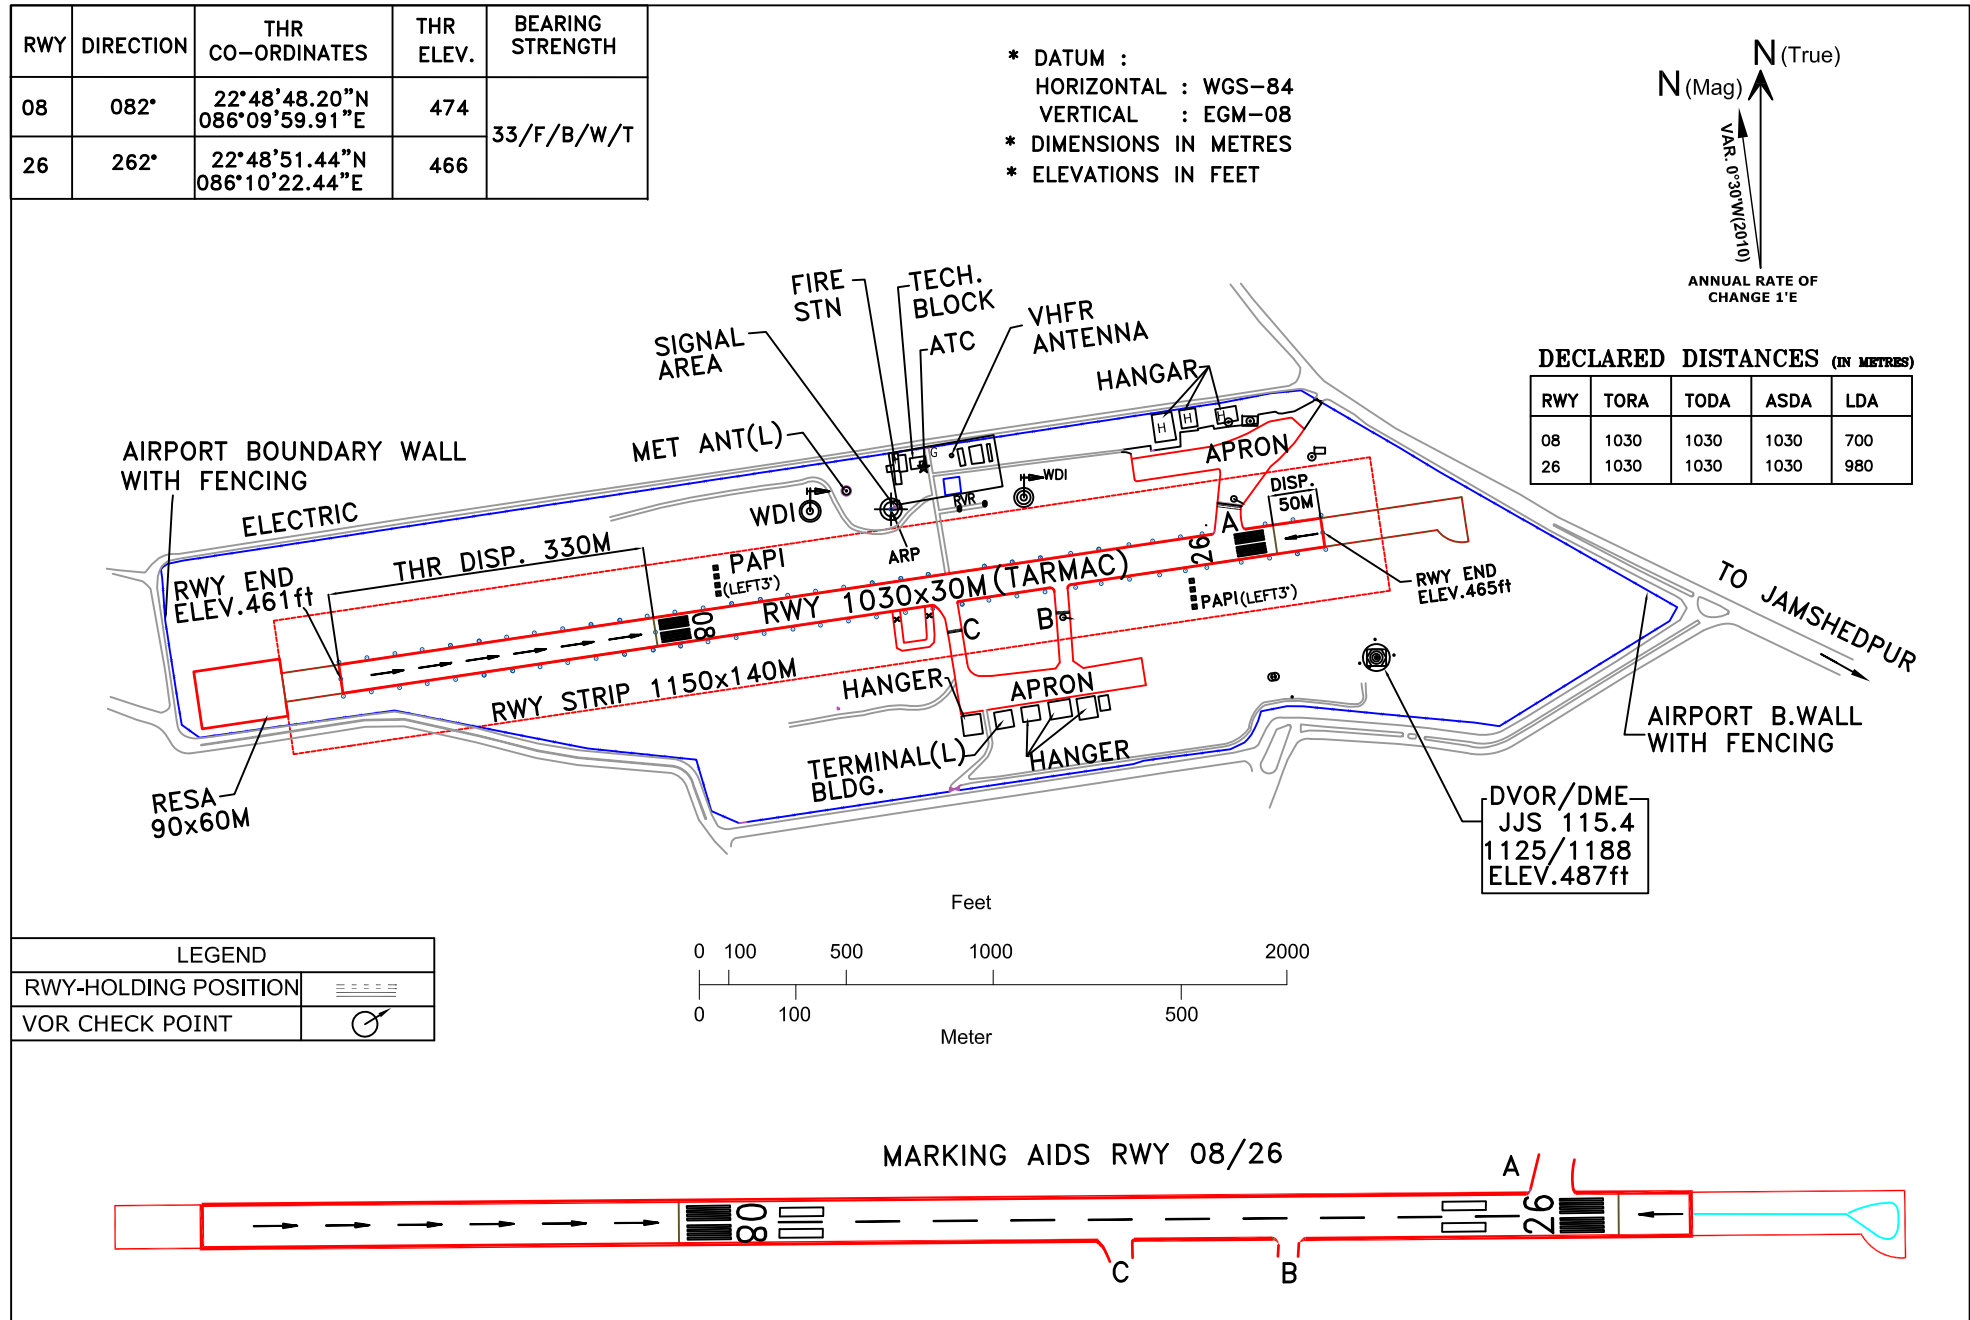 RWY DIRECTION THR CO-ORDINATES THR ELEV. BEARING STRENGTH
08 082° 22°48'48.20"N 086°09'59.91"E 474 33/F/B/W/T
26 262° 22°48'51.44"N 086°10'22.44"E 466
* DATUM :
HORIZONTAL : WGS-84
VERTICAL : EGM-08
* DIMENSIONS IN METRES
* ELEVATIONS IN FEET
N (True)
N (Mag)
VAR. 0°30'W(2010)
ANNUAL RATE OF
CHANGE 1'E
DECLARED DISTANCES (IN METRES)
RWY TORA TODA ASDA LDA
08 1030 1030 1030 700
26 1030 1030 1030 980
FIRE
STN
TECH.
BLOCK
VHFR
ANTENNA
ATC
SIGNAL
AREA
HANGAR
H
H
H
MET ANT(L)
G
APRON
AIRPORT BOUNDARY WALL
WITH FENCING
ELECTRIC
WDI
WDI
RVR
ARP
DISP.
50M
A
26
THR DISP. 330M
PAPI
(LEFT3')
RWY END
ELEV.461ft
RWY 1030x30M (TARMAC)
08
RWY END
ELEV.465ft
PAPI(LEFT3')
C
B
TO JAMSHEDPUR
RWY STRIP 1150x140M
HANGER
APRON
TERMINAL(L)
BLDG.
HANGER
AIRPORT B.WALL
WITH FENCING
RESA
90x60M
DVOR/DME
JJS 115.4
1125/1188
ELEV.487ft
Feet
0 100 500 1000 2000
0 100 500
Meter
LEGEND
RWY-HOLDING POSITION
VOR CHECK POINT
MARKING AIDS RWY 08/26
A
08
26
C
B